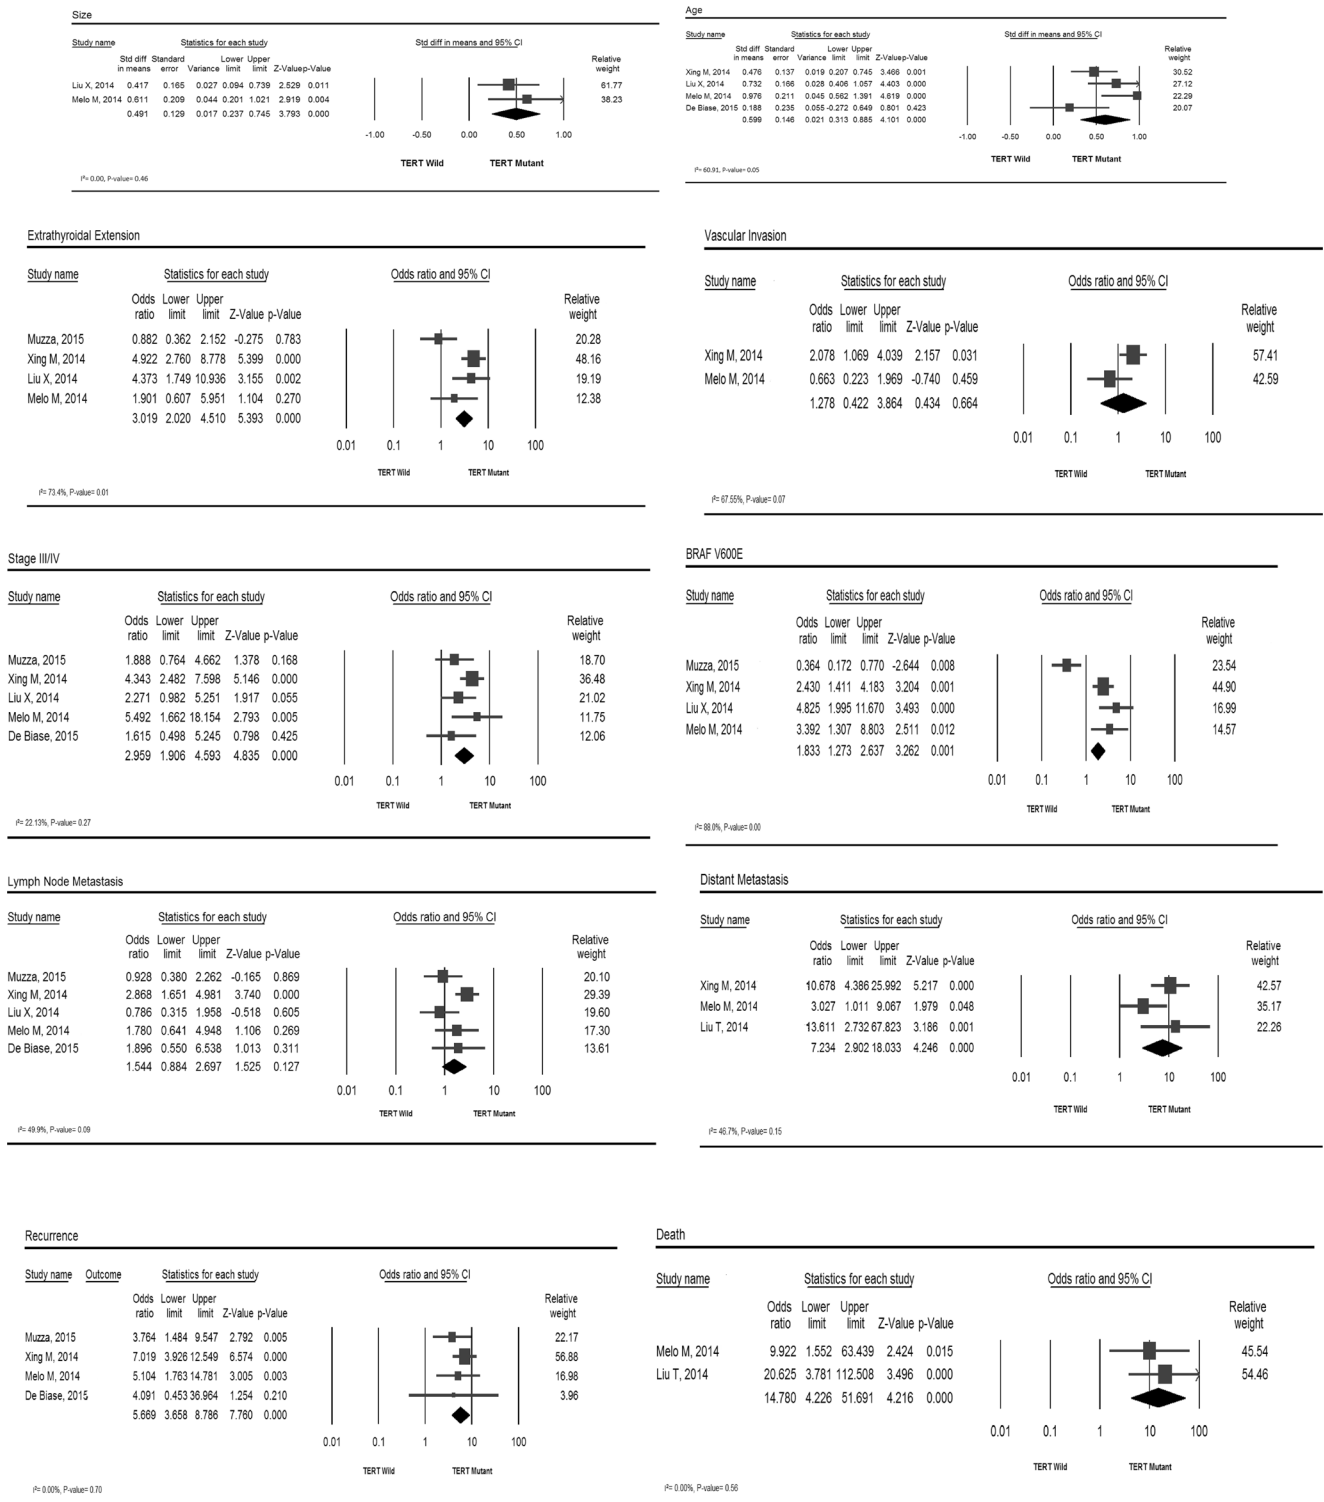 Size
Study name Statistics for each study Std diff in means and 95% CI
Std diff Standard Lower Upper Relative
in means error Variance limit limit Z-Value p-Value weight
Liu X, 2014 0.417 0.165 0.027 0.094 0.739 2.529 0.011 61.77
Melo M, 2014 0.611 0.209 0.044 0.201 1.021 2.919 0.004 38.23
0.491 0.129 0.017 0.237 0.745 3.793 0.000
-1.00 -0.50 0.00 0.50 1.00
TERT Wild TERT Mutant
I²= 0.00, P-value= 0.46
Age
Study name Statistics for each study Std diff in means and 95% CI
Std diff Standard Lower Upper Relative
in means error Variance limit limit Z-Value p-Value weight
Xing M, 2014 0.476 0.137 0.019 0.207 0.745 3.466 0.001 30.52
Liu X, 2014 0.732 0.166 0.028 0.406 1.057 4.403 0.000 27.12
Melo M, 2014 0.976 0.211 0.045 0.562 1.391 4.619 0.000 22.29
De Biase, 2015 0.188 0.235 0.055 -0.272 0.649 0.801 0.423 20.07
0.599 0.146 0.021 0.313 0.885 4.101 0.000
-1.00 -0.50 0.00 0.50 1.00
TERT Wild TERT Mutant
I²= 60.91, P-value= 0.05
Extrathyroidal Extension
Study name Statistics for each study Odds ratio and 95% CI
Odds Lower Upper Relative
ratio limit limit Z-Value p-Value weight
Muzza, 2015 0.882 0.362 2.152 -0.275 0.783 20.28
Xing M, 2014 4.922 2.760 8.778 5.399 0.000 48.16
Liu X, 2014 4.373 1.749 10.936 3.155 0.002 19.19
Melo M, 2014 1.901 0.607 5.951 1.104 0.270 12.38
3.019 2.020 4.510 5.393 0.000
0.01 0.1 1 10 100
TERT Wild TERT Mutant
I²= 73.4%, P-value= 0.01
Vascular Invasion
Study name Statistics for each study Odds ratio and 95% CI
Odds Lower Upper Relative
ratio limit limit Z-Value p-Value weight
Xing M, 2014 2.078 1.069 4.039 2.157 0.031 57.41
Melo M, 2014 0.663 0.223 1.969 -0.740 0.459 42.59
1.278 0.422 3.864 0.434 0.664
0.01 0.1 1 10 100
TERT Wild TERT Mutant
I²= 67.55%, P-value= 0.07
Stage III/IV
Study name Statistics for each study Odds ratio and 95% CI
Odds Lower Upper Relative
ratio limit limit Z-Value p-Value weight
Muzza, 2015 1.888 0.764 4.662 1.378 0.168 18.70
Xing M, 2014 4.343 2.482 7.598 5.146 0.000 36.48
Liu X, 2014 2.271 0.982 5.251 1.917 0.055 21.02
Melo M, 2014 5.492 1.662 18.154 2.793 0.005 11.75
De Biase, 2015 1.615 0.498 5.245 0.798 0.425 12.06
2.959 1.906 4.593 4.835 0.000
0.01 0.1 1 10 100
TERT Wild TERT Mutant
I²= 22.13%, P-value= 0.27
BRAF V600E
Study name Statistics for each study Odds ratio and 95% CI
Odds Lower Upper Relative
ratio limit limit Z-Value p-Value weight
Muzza, 2015 0.364 0.172 0.770 -2.644 0.008 23.54
Xing M, 2014 2.430 1.411 4.183 3.204 0.001 44.90
Liu X, 2014 4.825 1.995 11.670 3.493 0.000 16.99
Melo M, 2014 3.392 1.307 8.803 2.511 0.012 14.57
1.833 1.273 2.637 3.262 0.001
0.01 0.1 1 10 100
TERT Wild TERT Mutant
I²= 88.0%, P-value= 0.00
Lymph Node Metastasis
Study name Statistics for each study Odds ratio and 95% CI
Odds Lower Upper Relative
ratio limit limit Z-Value p-Value weight
Muzza, 2015 0.928 0.380 2.262 -0.165 0.869 20.10
Xing M, 2014 2.868 1.651 4.981 3.740 0.000 29.39
Liu X, 2014 0.786 0.315 1.958 -0.518 0.605 19.60
Melo M, 2014 1.780 0.641 4.948 1.106 0.269 17.30
De Biase, 2015 1.896 0.550 6.538 1.013 0.311 13.61
1.544 0.884 2.697 1.525 0.127
0.01 0.1 1 10 100
TERT Wild TERT Mutant
I²= 49.9%, P-value= 0.09
Distant Metastasis
Study name Statistics for each study Odds ratio and 95% CI
Odds Lower Upper Relative
ratio limit limit Z-Value p-Value weight
Xing M, 2014 10.678 4.386 25.992 5.217 0.000 42.57
Melo M, 2014 3.027 1.011 9.067 1.979 0.048 35.17
Liu T, 2014 13.611 2.732 67.823 3.186 0.001 22.26
7.234 2.902 18.033 4.246 0.000
0.01 0.1 1 10 100
TERT Wild TERT Mutant
I²= 46.7%, P-value= 0.15
Recurrence
Study name Outcome Statistics for each study Odds ratio and 95% CI
Odds Lower Upper Relative
ratio limit limit Z-Value p-Value weight
Muzza, 2015 3.764 1.484 9.547 2.792 0.005 22.17
Xing M, 2014 7.019 3.926 12.549 6.574 0.000 56.88
Melo M, 2014 5.104 1.763 14.781 3.005 0.003 16.98
De Biase, 2015 4.091 0.453 36.964 1.254 0.210 3.96
5.669 3.658 8.786 7.760 0.000
0.01 0.1 1 10 100
TERT Wild TERT Mutant
I²= 0.00%, P-value= 0.70
Death
Study name Statistics for each study Odds ratio and 95% CI
Odds Lower Upper Relative
ratio limit limit Z-Value p-Value weight
Melo M, 2014 9.922 1.552 63.439 2.424 0.015 45.54
Liu T, 2014 20.625 3.781 112.508 3.496 0.000 54.46
14.780 4.226 51.691 4.216 0.000
0.01 0.1 1 10 100
TERT Wild TERT Mutant
I²= 0.00%, P-value= 0.56